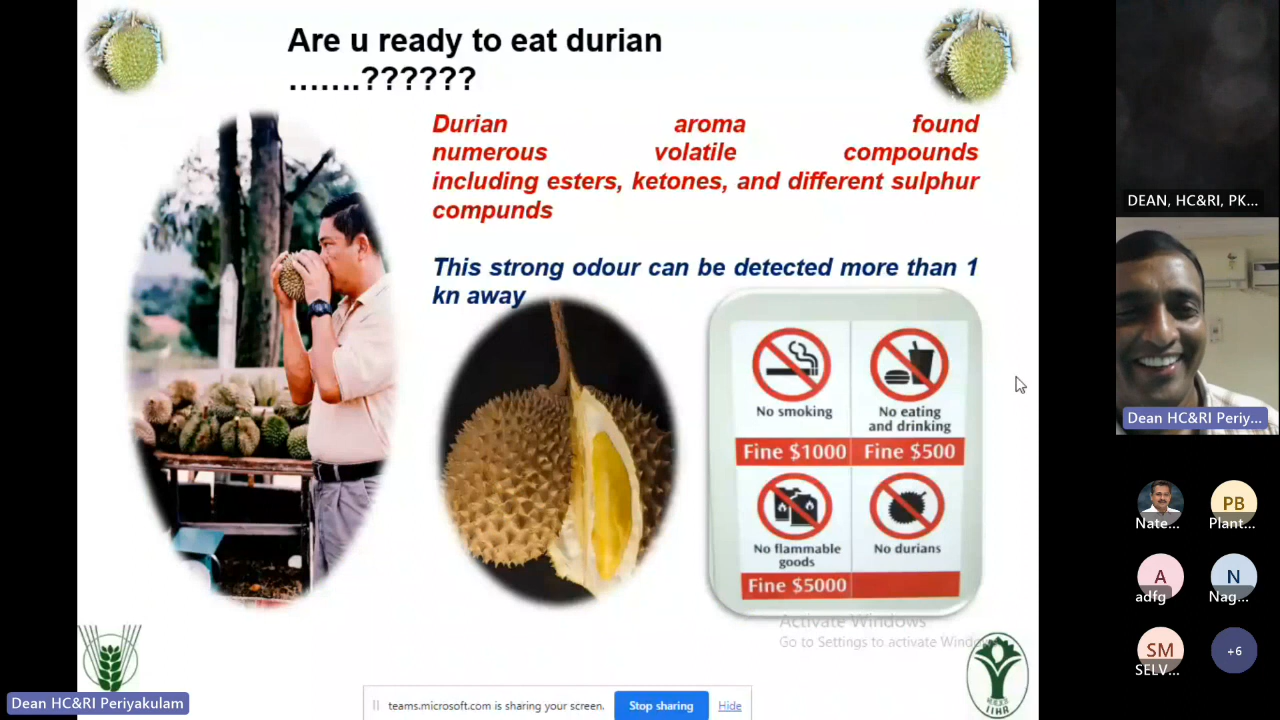 Are u ready to eat durian
…….??????
Durian aroma found
numerous volatile compounds
including esters, ketones, and different sulphur
compunds
This strong odour can be detected more than 1
kn away
No smoking
No eating
and drinking
Fine $1000
Fine $500
No flammable
goods
No durians
Fine $5000
Activate Windows
Go to Settings to activate Windo
IIHR
DEAN, HC&RI, PK...
Dean HC&RI Periy...
Nate...
PB
Plant...
A
adfg
N
Nag...
SM
SELV...
+6
Dean HC&RI Periyakulam
teams.microsoft.com is sharing your screen.
Stop sharing
Hide